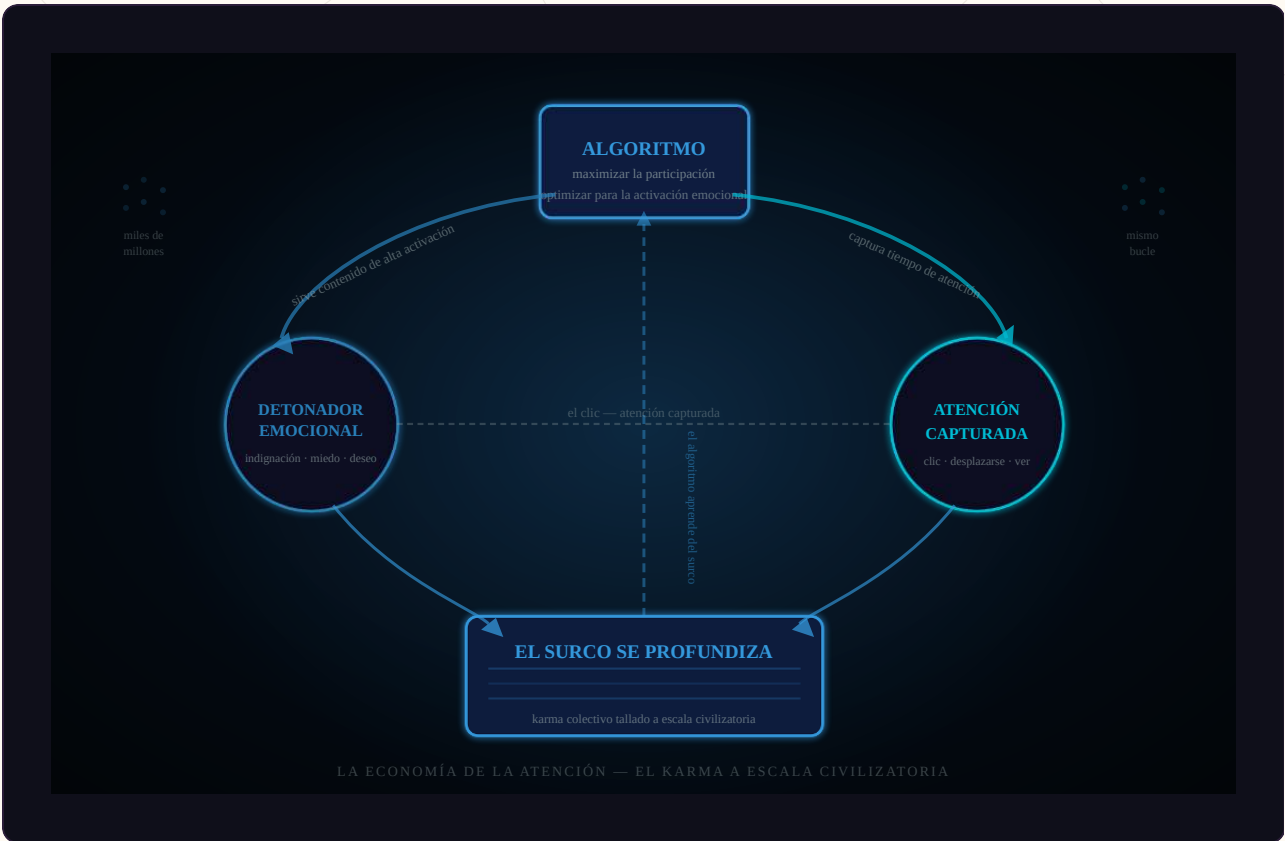 ALGORITMO
maximizar la participación
optimizar para la activación emocional
miles de
millones
mismo
bucle
sirve contenido de alta activación
captura tiempo de atención
DETONADOR
EMOCIONAL
indignación · miedo · deseo
el clic — atención capturada
ATENCIÓN
CAPTURADA
clic · desplazarse · ver
el algoritmo aprende del surco
EL SURCO SE PROFUNDIZA
karma colectivo tallado a escala civilizatoria
LA ECONOMÍA DE LA ATENCIÓN — EL KARMA A ESCALA CIVILIZATORIA